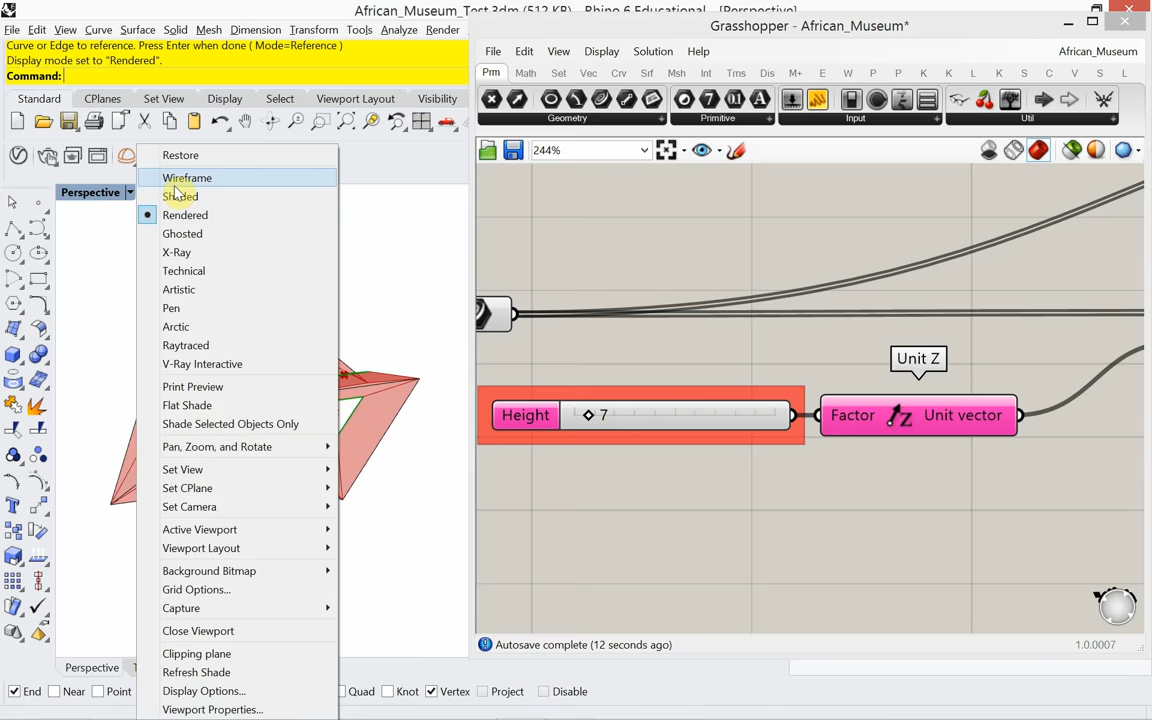 African_Museum_Test.3dm (512 KB) - Rhino 6 Educational - [Perspective]
File Edit View Curve Surface Solid Mesh Dimension Transform Tools Analyze Render
Curve or Edge to reference. Press Enter when done ( Mode=Reference )
Display mode set to "Rendered".
Command:
Standard CPlanes Set View Display Select Viewport Layout Visibility
Perspective
Restore
Wireframe
Shaded
Rendered
Ghosted
X-Ray
Technical
Artistic
Pen
Arctic
Raytraced
V-Ray Interactive
Print Preview
Flat Shade
Shade Selected Objects Only
Pan, Zoom, and Rotate
Set View
Set CPlane
Set Camera
Active Viewport
Viewport Layout
Background Bitmap
Grid Options...
Capture
Close Viewport
Clipping plane
Refresh Shade
Display Options...
Viewport Properties...
Perspective
End Near Point Quad Knot Vertex Project Disable
Grasshopper - African_Museum*
File Edit View Display Solution Help African_Museum
Prm Math Set Vec Crv Srf Msh Int Trns Dis M+ E W P K K L S C V S L
Geometry Primitive Input Util
244%
Unit Z
Height 7 Factor Unit vector
Autosave complete (12 seconds ago) 1.0.0007